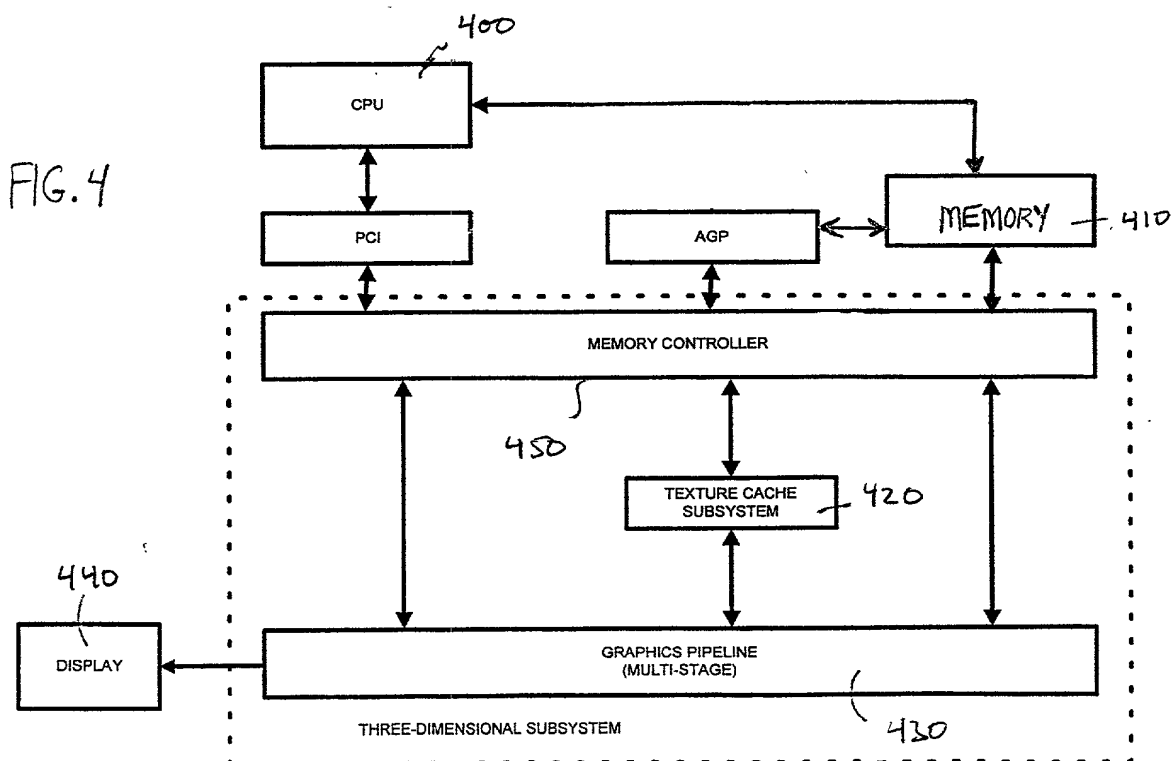 400
CPU
FIG. 4
PCI
AGP
MEMORY
410
MEMORY CONTROLLER
450
TEXTURE CACHE
SUBSYSTEM
420
440
DISPLAY
GRAPHICS PIPELINE
(MULTI-STAGE)
THREE-DIMENSIONAL SUBSYSTEM
430